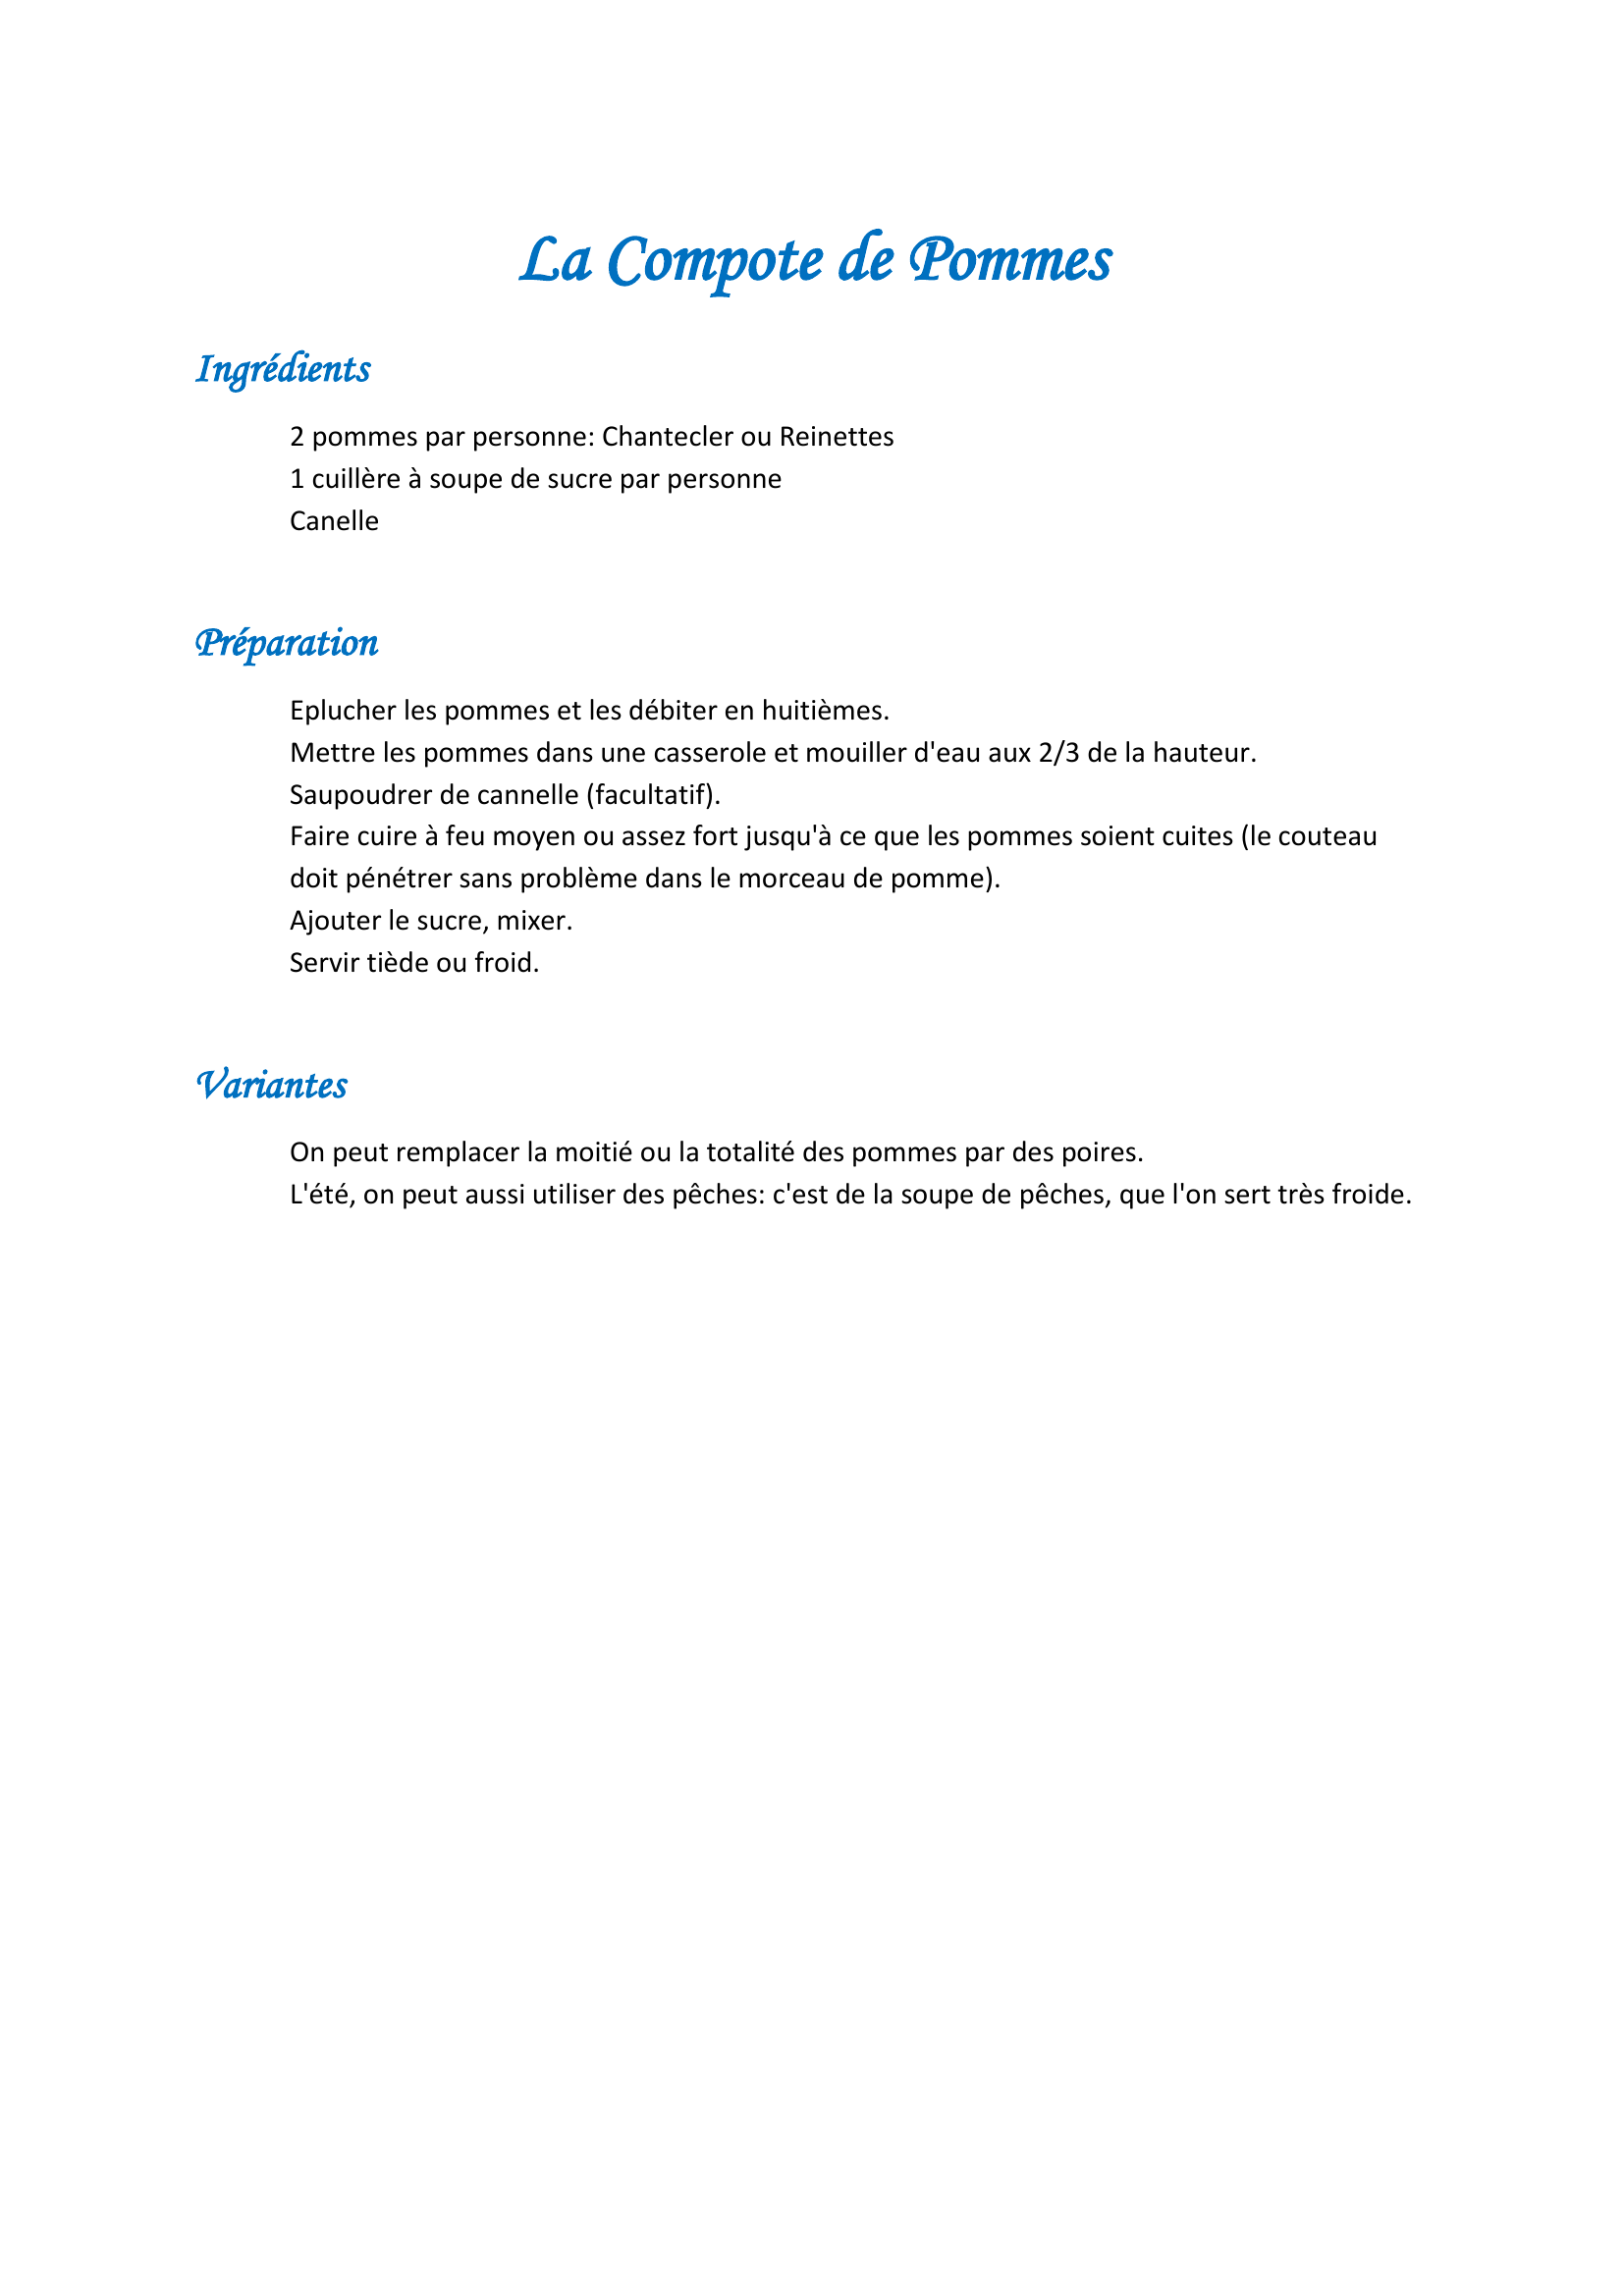 La Compote de Pommes
Ingrédients
2 pommes par personne: Chantecler ou Reinettes
1 cuillère à soupe de sucre par personne
Canelle
Préparation
Eplucher les pommes et les débiter en huitièmes.
Mettre les pommes dans une casserole et mouiller d'eau aux 2/3 de la hauteur.
Saupoudrer de cannelle (facultatif).
Faire cuire à feu moyen ou assez fort jusqu'à ce que les pommes soient cuites (le couteau
doit pénétrer sans problème dans le morceau de pomme).
Ajouter le sucre, mixer.
Servir tiède ou froid.
Variantes
On peut remplacer la moitié ou la totalité des pommes par des poires.
L'été, on peut aussi utiliser des pêches: c'est de la soupe de pêches, que l'on sert très froide.